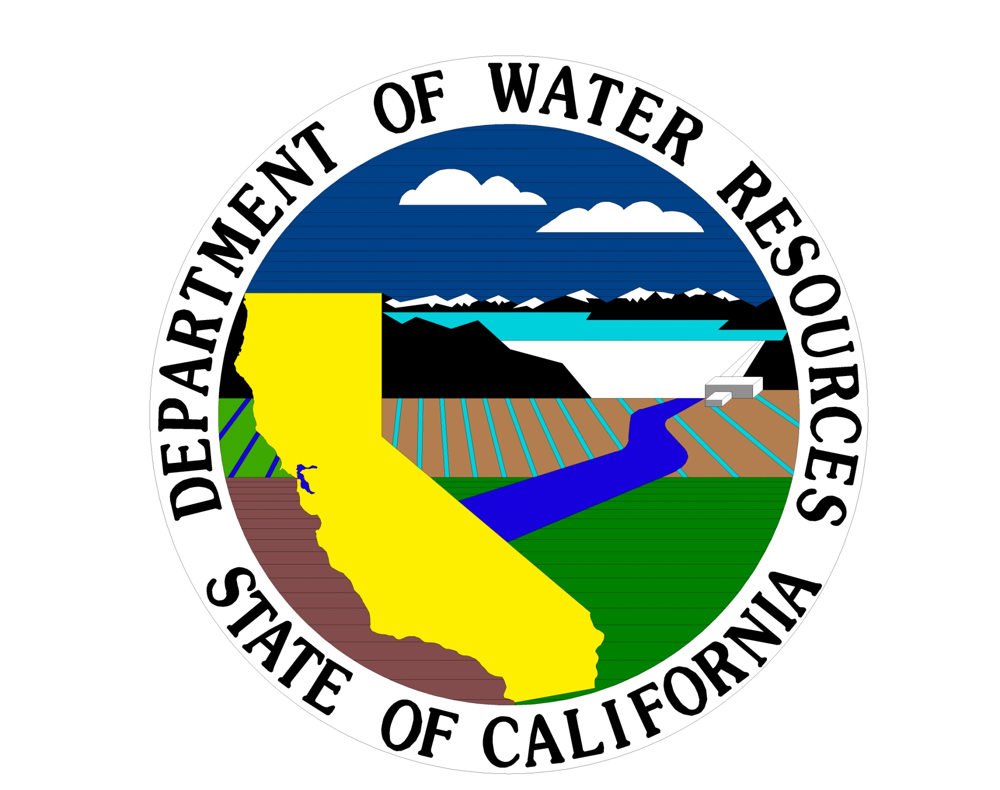 DEPARTMENT OF WATER RESOURCES
STATE OF CALIFORNIA